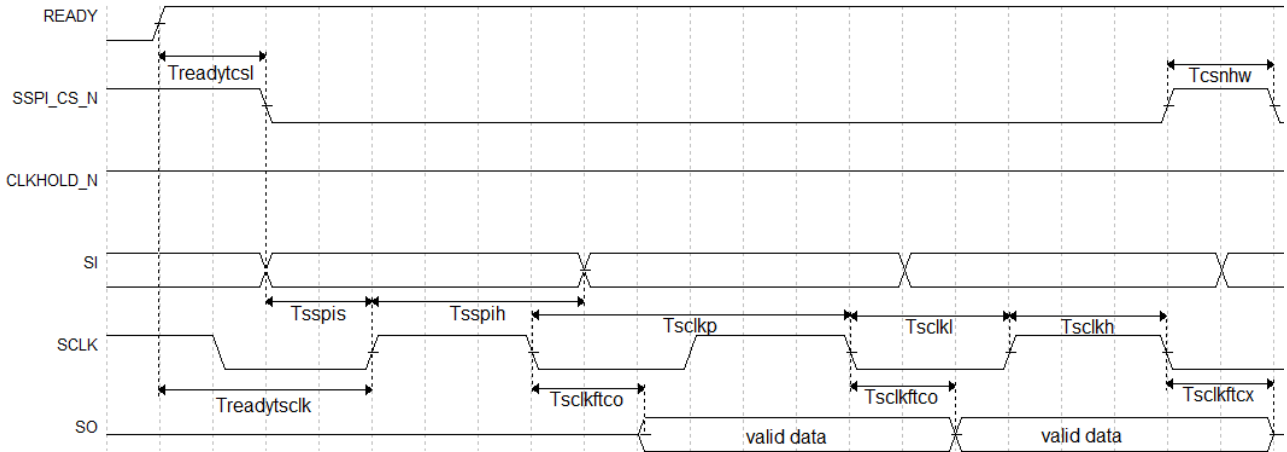 READY
Treadytcsl
Tcsnhw
SSPI_CS_N
CLKHOLD_N
SI
Tsspis
Tsspih
Tsclkp
Tsclkl
Tsclkh
SCLK
Treadytsclk
Tsclkftco
Tsclkftco
Tsclkftcx
SO
valid data
valid data